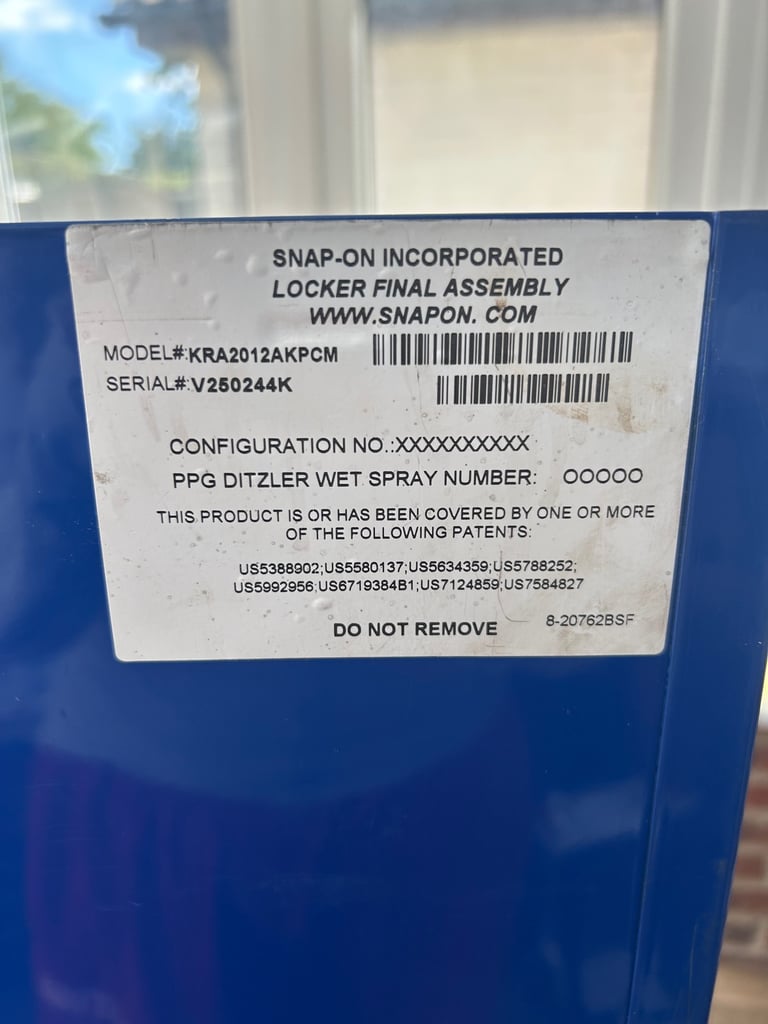 SNAP-ON INCORPORATED
LOCKER FINAL ASSEMBLY
WWW.SNAPON. COM
MODEL#:KRA2012AKPCM
SERIAL#:V250244K
CONFIGURATION NO.:XXXXXXXXXX
PPG DITZLER WET SPRAY NUMBER: OOOOO
THIS PRODUCT IS OR HAS BEEN COVERED BY ONE OR MORE
OF THE FOLLOWING PATENTS:
US5388902;US5580137;US5634359;US5788252;
US5992956;US6719384B1;US7124859;US7584827
DO NOT REMOVE
8-20762BSF